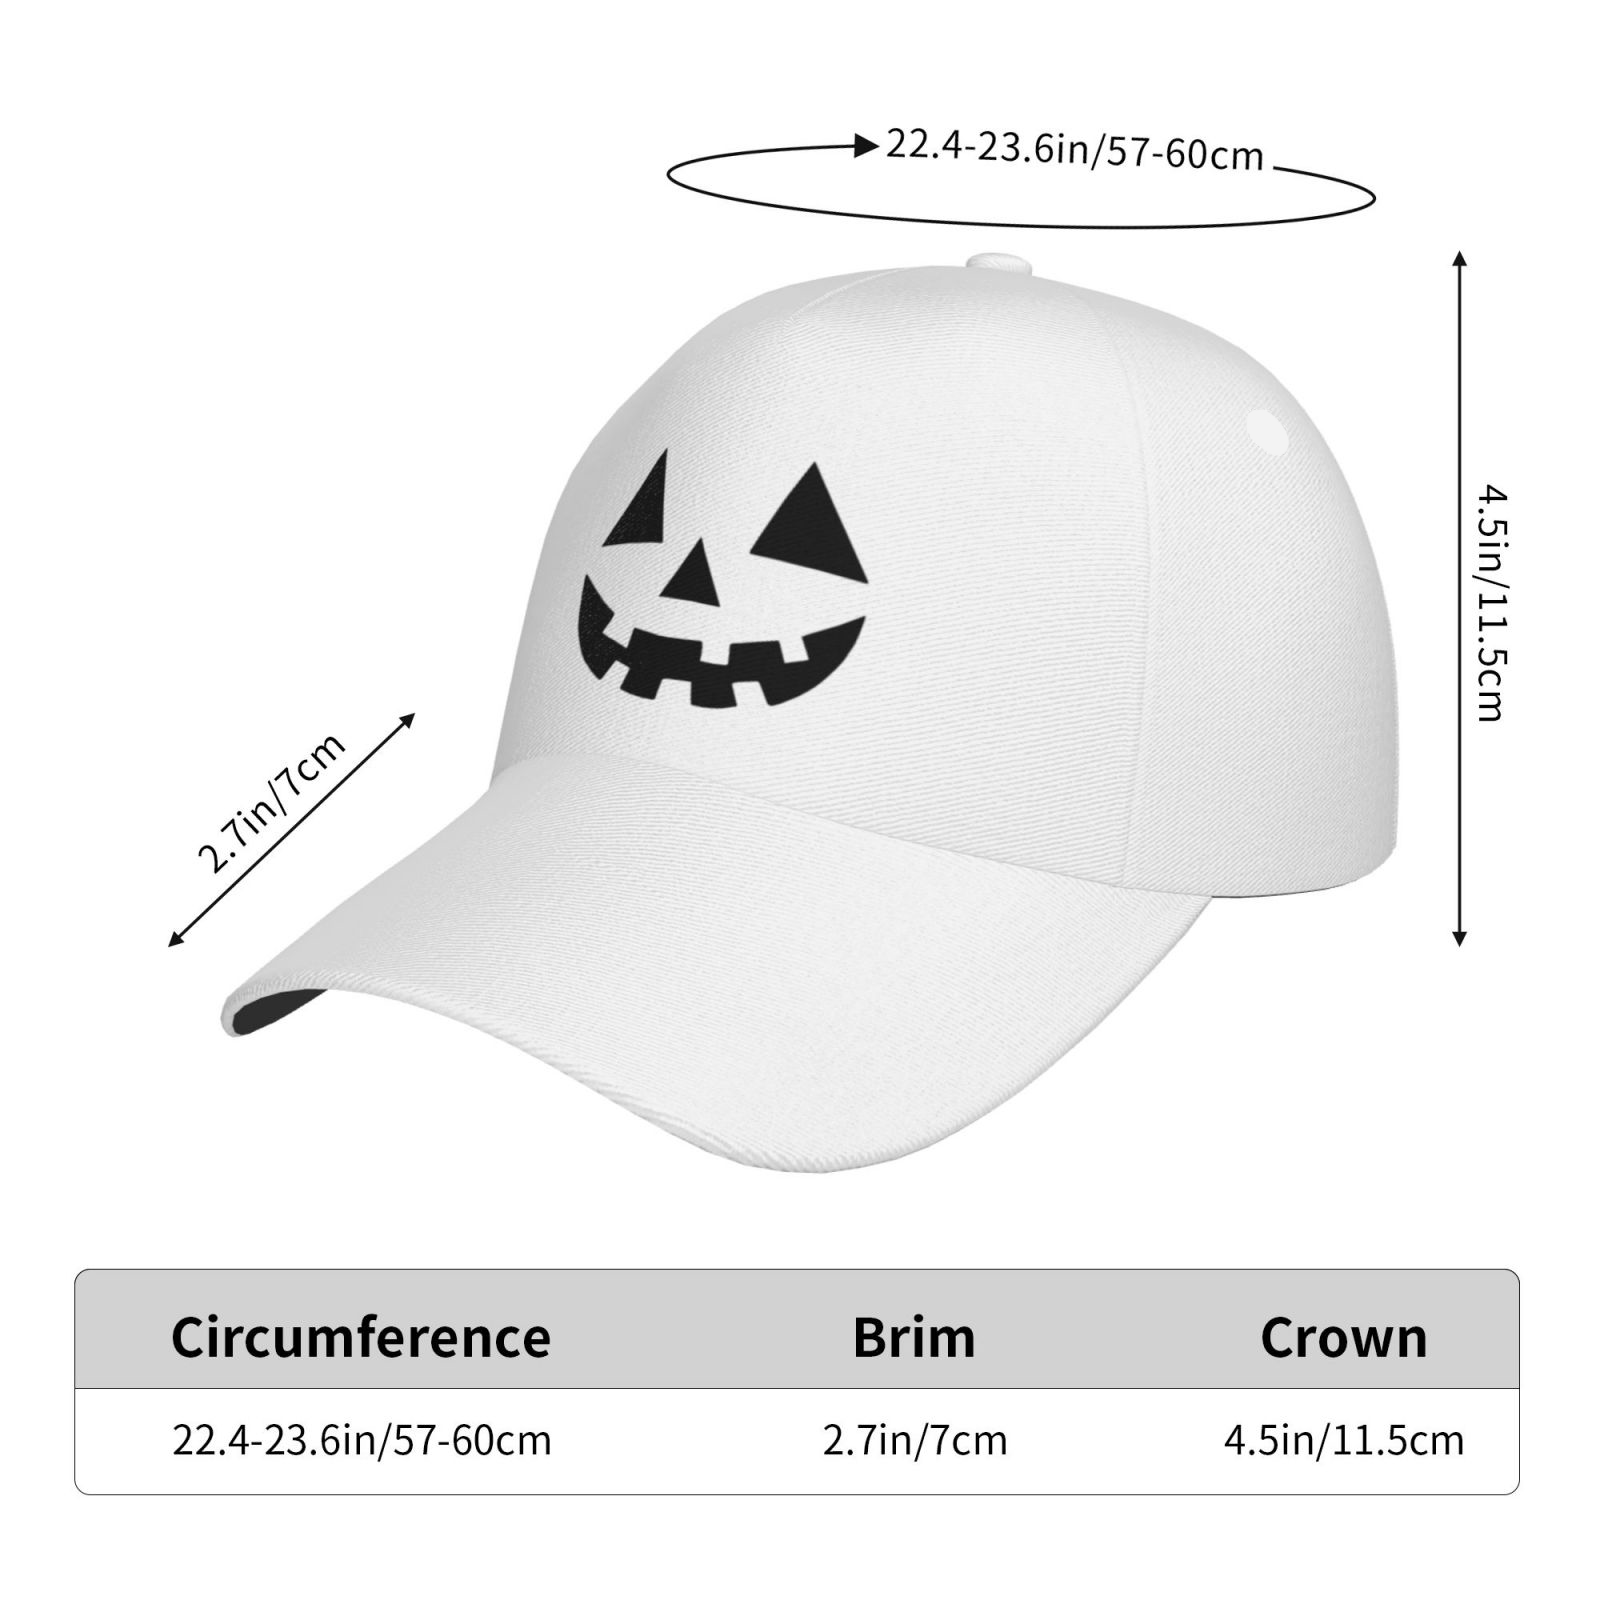 22.4-23.6in/57-60cm
4.5in/11.5cm
2.7in/7cm
Circumference Brim Crown
22.4-23.6in/57-60cm 2.7in/7cm 4.5in/11.5cm